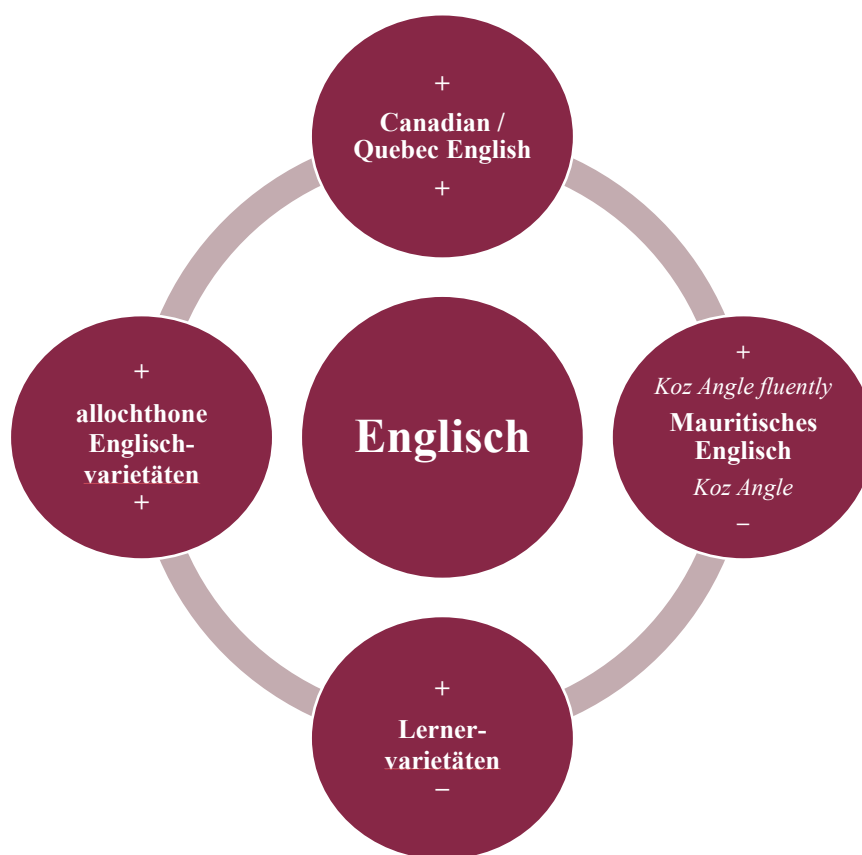 +
Canadian /
Quebec English
+
+
allochthone
Englisch-
varietäten
+
Englisch
+
Koz Angle fluently
Mauritisches
Englisch
Koz Angle
–
+
Lerner-
varietäten
–